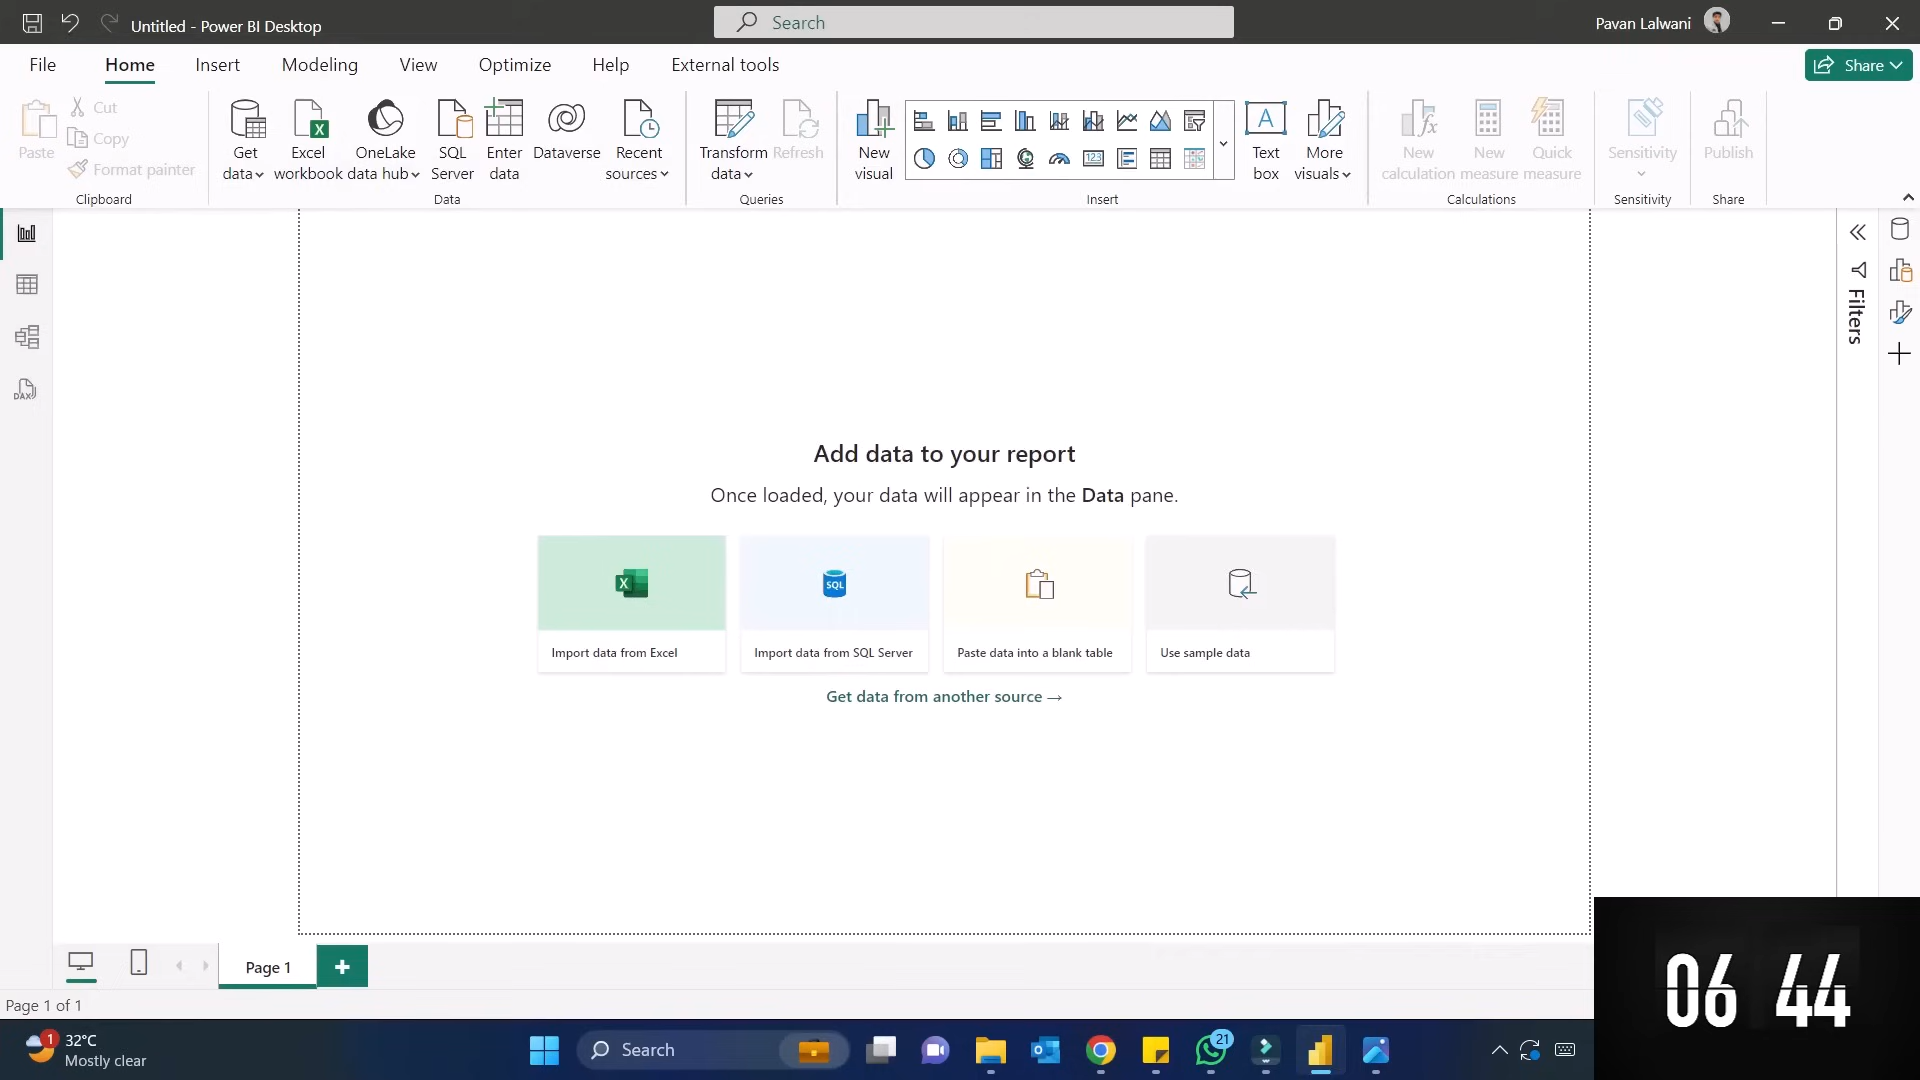 Untitled - Power BI Desktop
Search
Pavan Lalwani
File
Home
Insert
Modeling
View
Optimize
Help
External tools
Share
Paste
Cut
Copy
Format painter
Clipboard
Get
data
Excel
workbook
OneLake
data hub
SQL
Server
Enter
data
Dataverse
Recent
sources
Data
Transform
data
Refresh
Queries
New
visual
123
A
Text
box
More
visuals
Insert
New
calculation
New
measure
Quick
measure
Calculations
Sensitivity
Sensitivity
Publish
Share
DAX
Filters
Add data to your report
Once loaded, your data will appear in the Data pane.
X
SQL
Import data from Excel
Import data from SQL Server
Paste data into a blank table
Use sample data
Get data from another source →
Page 1
Page 1 of 1
1
32°C
Mostly clear
Search
21
06 44